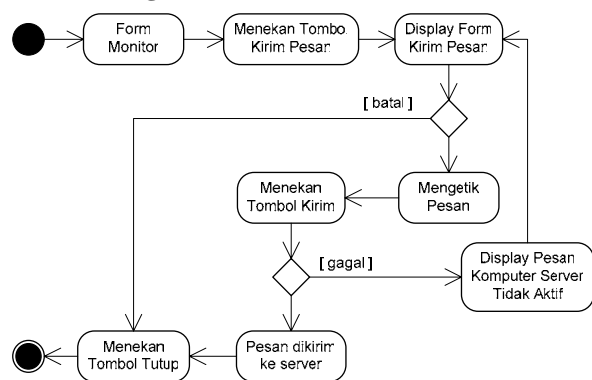 Form
Monitor
Menekan Tombol
Kirim Pesan
Display Form
Kirim Pesan
[ batal ]
Mengetik
Pesan
Menekan
Tombol Kirim
[ gagal ]
Display Pesan
Komputer Server
Tidak Aktif
Pesan dikirim
ke server
Menekan
Tombol Tutup